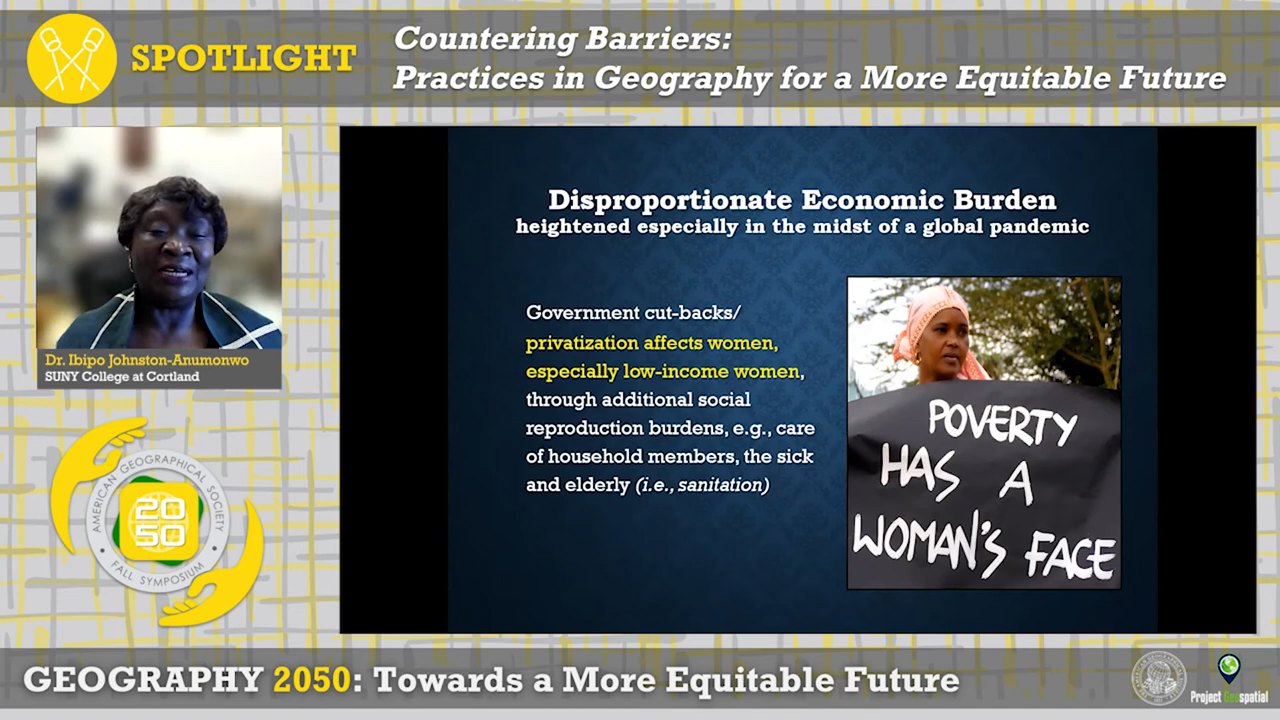 SPOTLIGHT
Countering Barriers:
Practices in Geography for a More Equitable Future
Dr. Ibipo Johnston-Anumonwo
SUNY College at Cortland
Disproportionate Economic Burden
heightened especially in the midst of a global pandemic
Government cut-backs/
privatization affects women,
especially low-income women,
through additional social
reproduction burdens, e.g., care
of household members, the sick
and elderly (i.e., sanitation)
POVERTY
HAS A
WOMAN'S FACE
AMERICAN GEOGRAPHICAL SOCIETY
20
50
• FALL SYMPOSIUM •
GEOGRAPHY 2050: Towards a More Equitable Future
Project Geospatial